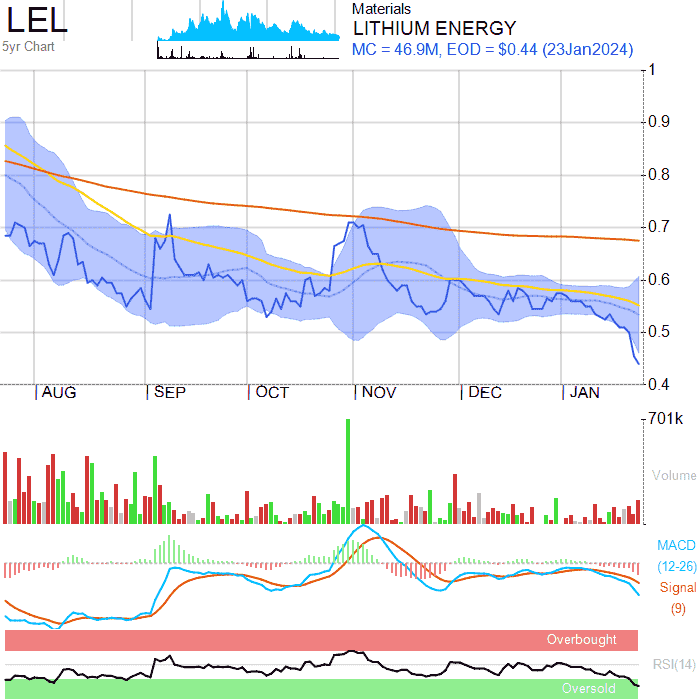 LEL
5yr Chart
Materials
LITHIUM ENERGY
MC = 46.9M, EOD = $0.44 (23Jan2024)
1
0.9
0.8
0.7
0.6
0.5
0.4
AUG SEP OCT NOV DEC JAN
701k
Volume
MACD
(12-26)
Signal
(9)
Overbought
RSI(14)
Oversold